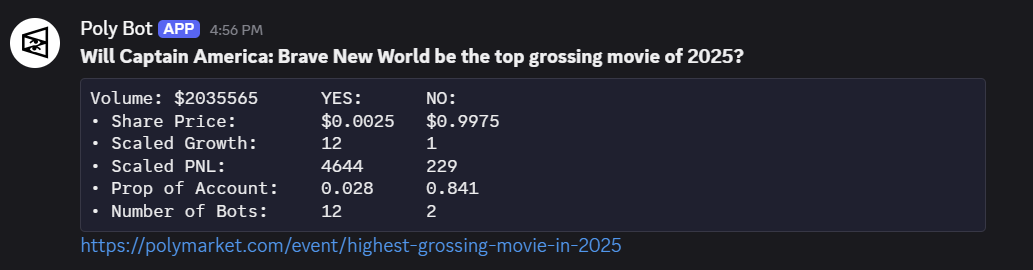 Poly Bot APP 4:56 PM
Will Captain America: Brave New World be the top grossing movie of 2025?
Volume: $2035565 YES: NO:
• Share Price: $0.0025 $0.9975
• Scaled Growth: 12 1
• Scaled PNL: 4644 229
• Prop of Account: 0.028 0.841
• Number of Bots: 12 2
https://polymarket.com/event/highest-grossing-movie-in-2025